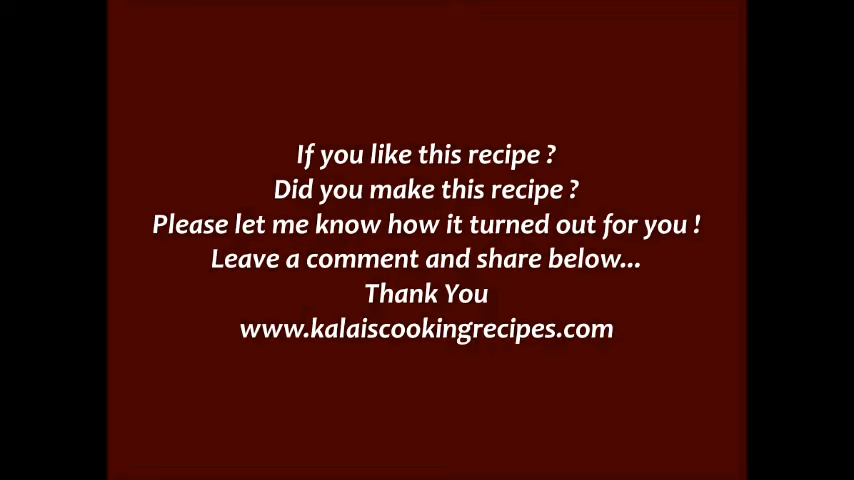 If you like this recipe ?
Did you make this recipe ?
Please let me know how it turned out for you !
Leave a comment and share below...
Thank You
www.kalaiscookingrecipes.com